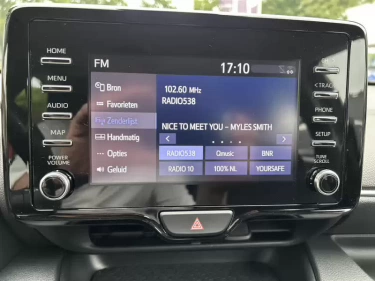 FM
17:10
HOME
MENU
AUDIO
MAP
POWER
VOLUME
Bron
Favorieten
Zenderlijst
Handmatig
Opties
Geluid
102.60 MHz
RADIO538
NICE TO MEET YOU – MYLES SMITH
RADIO538 Qmusic BNR
RADIO 10 100% NL YOURSAFE
< TRACK
PHONE
SETUP
TUNE
SCROLL